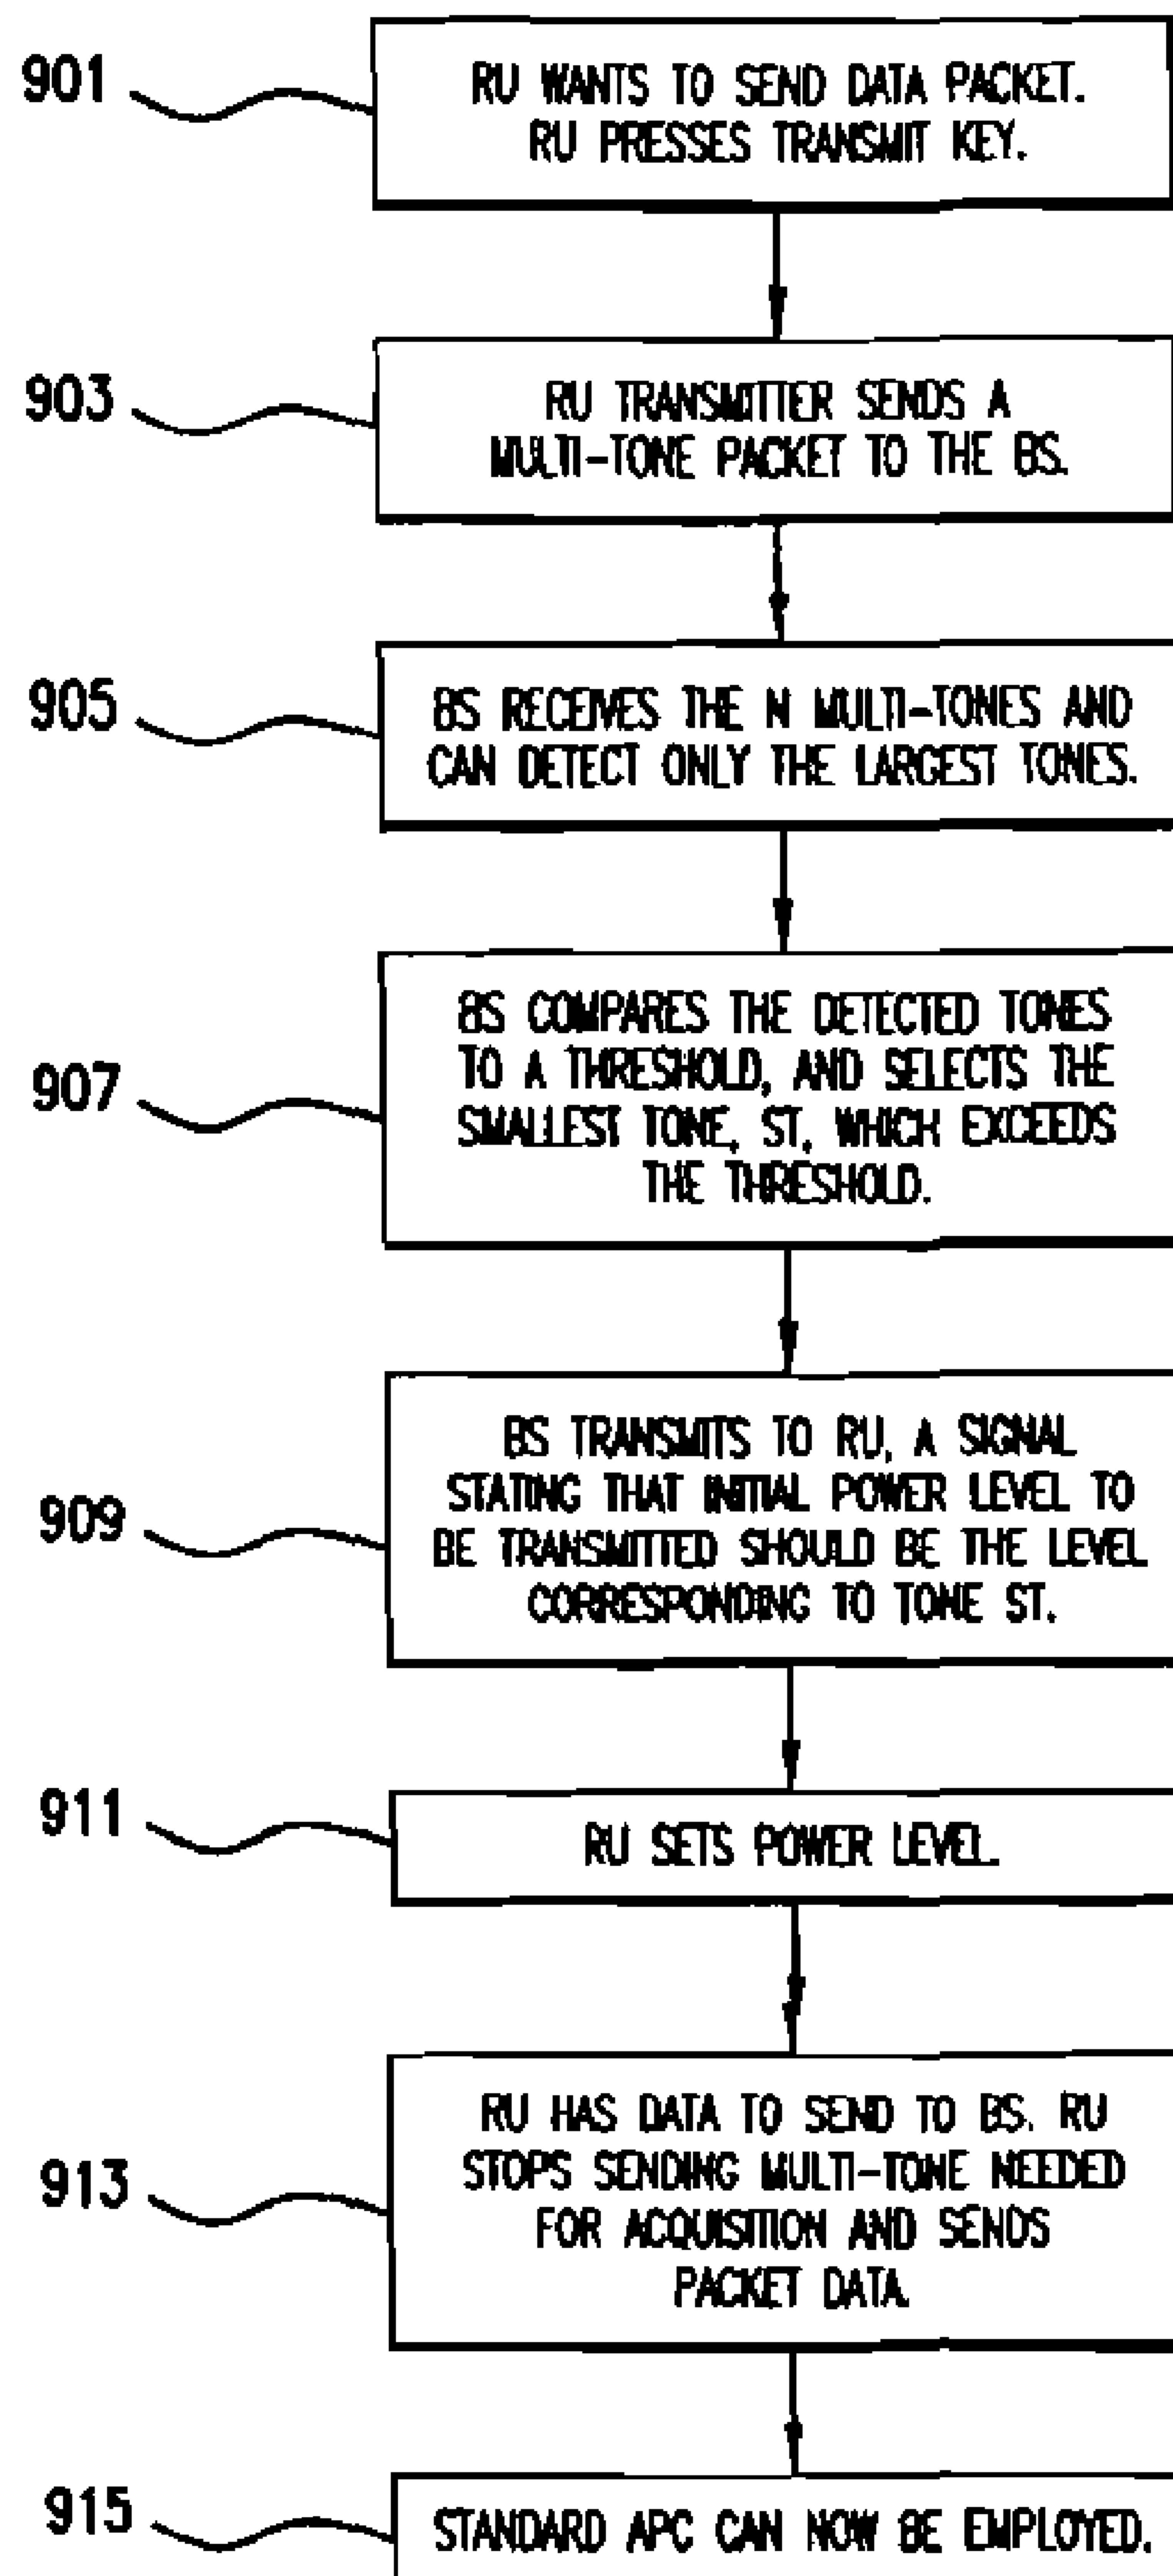 901
RU WANTS TO SEND DATA PACKET.
RU PRESSES TRANSMIT KEY.
903
RU TRANSMITTER SENDS A
MULTI-TONE PACKET TO THE BS.
905
BS RECEIVES THE N MULTI-TONES AND
CAN DETECT ONLY THE LARGEST TONES.
907
BS COMPARES THE DETECTED TONES
TO A THRESHOLD, AND SELECTS THE
SMALLEST TONE, ST, WHICH EXCEEDS
THE THRESHOLD.
909
BS TRANSMITS TO RU, A SIGNAL
STATING THAT INITIAL POWER LEVEL TO
BE TRANSMITTED SHOULD BE THE LEVEL
CORRESPONDING TO TONE ST.
911
RU SETS POWER LEVEL.
913
RU HAS DATA TO SEND TO BS. RU
STOPS SENDING MULTI-TONE NEEDED
FOR ACQUISITION AND SENDS
PACKET DATA.
915
STANDARD APC CAN NOW BE EMPLOYED.